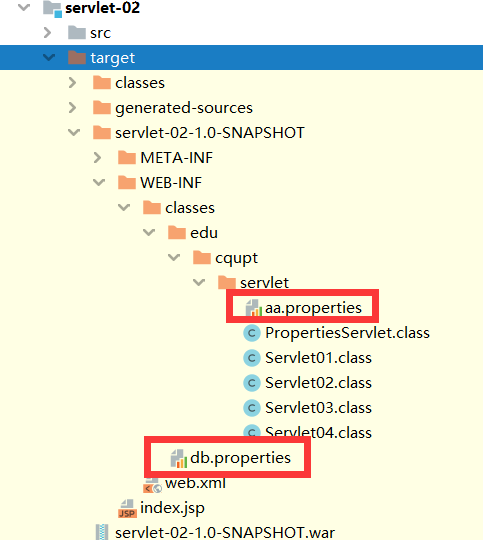 servlet-02
src
target
classes
generated-sources
servlet-02-1.0-SNAPSHOT
META-INF
WEB-INF
classes
edu
cqupt
servlet
aa.properties
PropertiesServlet.class
Servlet01.class
Servlet02.class
Servlet03.class
Servlet04.class
db.properties
web.xml
JSP index.jsp
servlet-02-1.0-SNAPSHOT.war